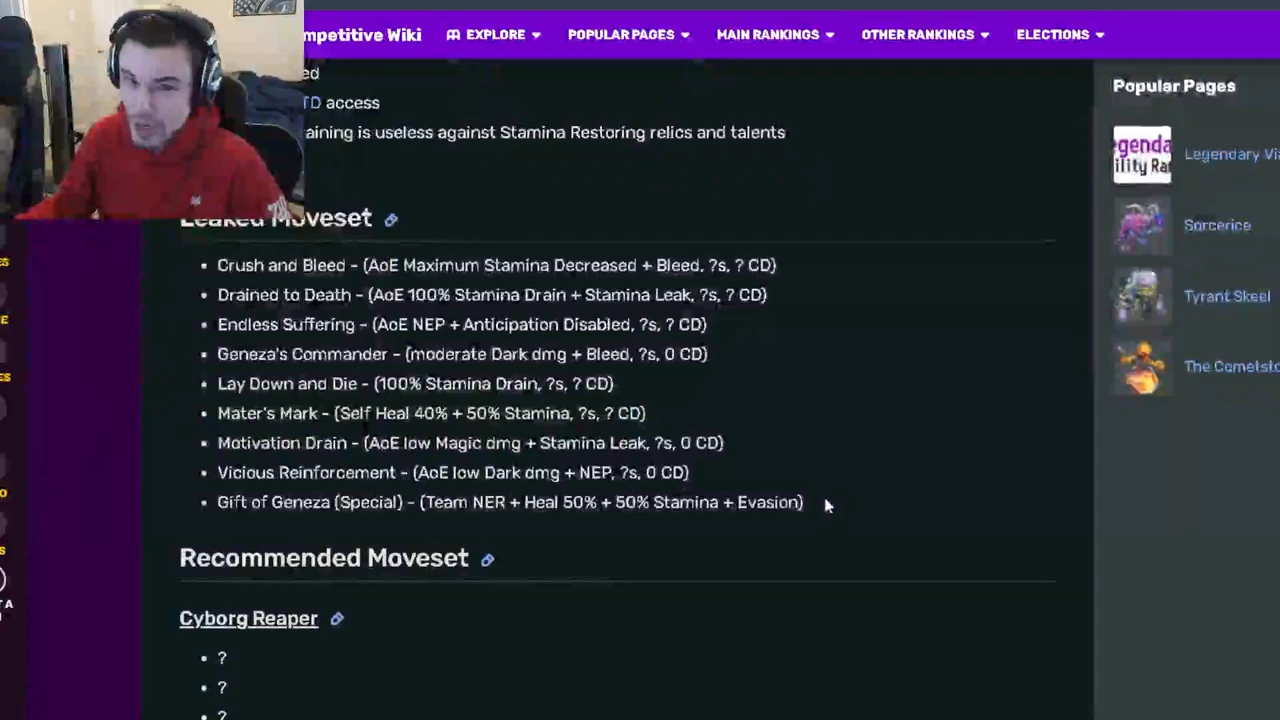 mpetitive Wiki EXPLORE POPULAR PAGES MAIN RANKINGS OTHER RANKINGS ELECTIONS
ed
TD access
aining is useless against Stamina Restoring relics and talents
Leaked Moveset
• Crush and Bleed - (AoE Maximum Stamina Decreased + Bleed, ?s, ? CD)
• Drained to Death - (AoE 100% Stamina Drain + Stamina Leak, ?s, ? CD)
• Endless Suffering - (AoE NEP + Anticipation Disabled, ?s, ? CD)
• Geneza's Commander - (moderate Dark dmg + Bleed, ?s, 0 CD)
• Lay Down and Die - (100% Stamina Drain, ?s, ? CD)
• Mater's Mark - (Self Heal 40% + 50% Stamina, ?s, ? CD)
• Motivation Drain - (AoE low Magic dmg + Stamina Leak, ?s, 0 CD)
• Vicious Reinforcement - (AoE low Dark dmg + NEP, ?s, 0 CD)
• Gift of Geneza (Special) - (Team NER + Heal 50% + 50% Stamina + Evasion)
Recommended Moveset
Cyborg Reaper
• ?
• ?
• ?
Popular Pages
genda
ility Ra
Legendary Vi
Sorcerice
Tyrant Skeel
The Cometsto